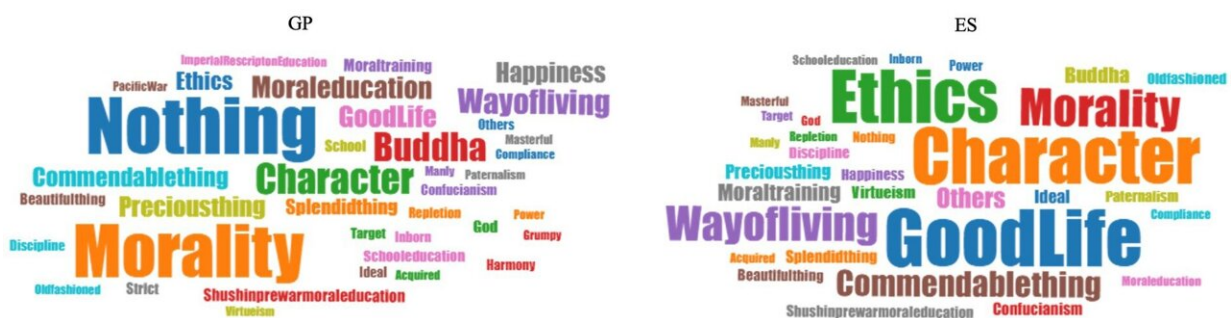 GP
ImperialRescriptonEducation
Moraltraining
PacificWar
Ethics
Moraleducation
Happiness
Nothing
GoodLife
Wayofliving
Others
School
Buddha
Masterful
Compliance
Commendablething
Character
Manly
Paternalism
Confucianism
Beautifulthing
Preciousthing
Splendidthing
Repletion
Power
God
Grumpy
Morality
Target
Inborn
Discipline
Schooleducation
Harmony
Ideal
Acquired
Oldfashioned
Strict
Shushinprewarmoraleducation
Virtueism
ES
Schooleducation
Inborn
Power
Ethics
Buddha
Oldfashioned
Masterful
Morality
Target
God
Manly
Repletion
Nothing
Discipline
Character
Preciousthing
Happiness
Moraltraining
Virtueism
Others
Ideal
Paternalism
Wayofliving
GoodLife
Compliance
Acquired
Splendidthing
Beautifulthing
Commendablething
Moraleducation
Shushinprewarmoraleducation
Confucianism